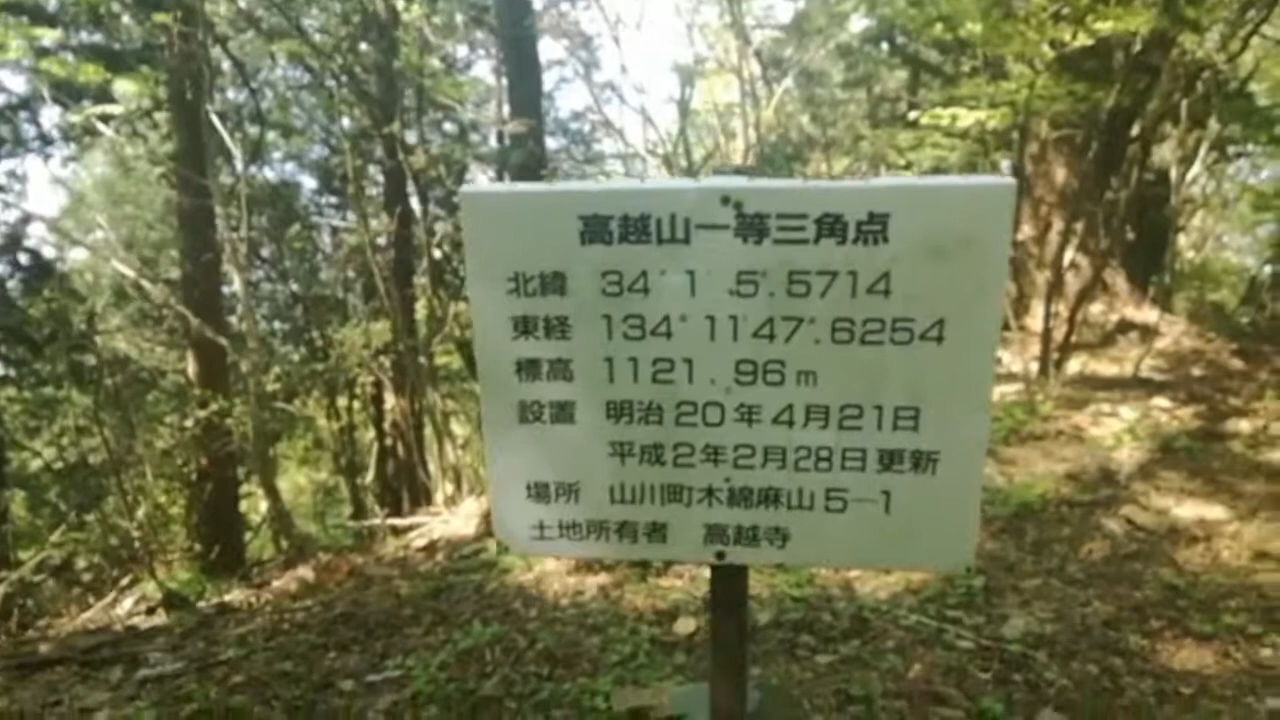 高越山一等三角点
北緯 34° 1′ 5″.5714
東経 134° 11′47″.6254
標高 1121.96m
設置 明治20年4月21日
平成2年2月28日更新
場所 山川町木綿麻山5-1
土地所有者 高越寺